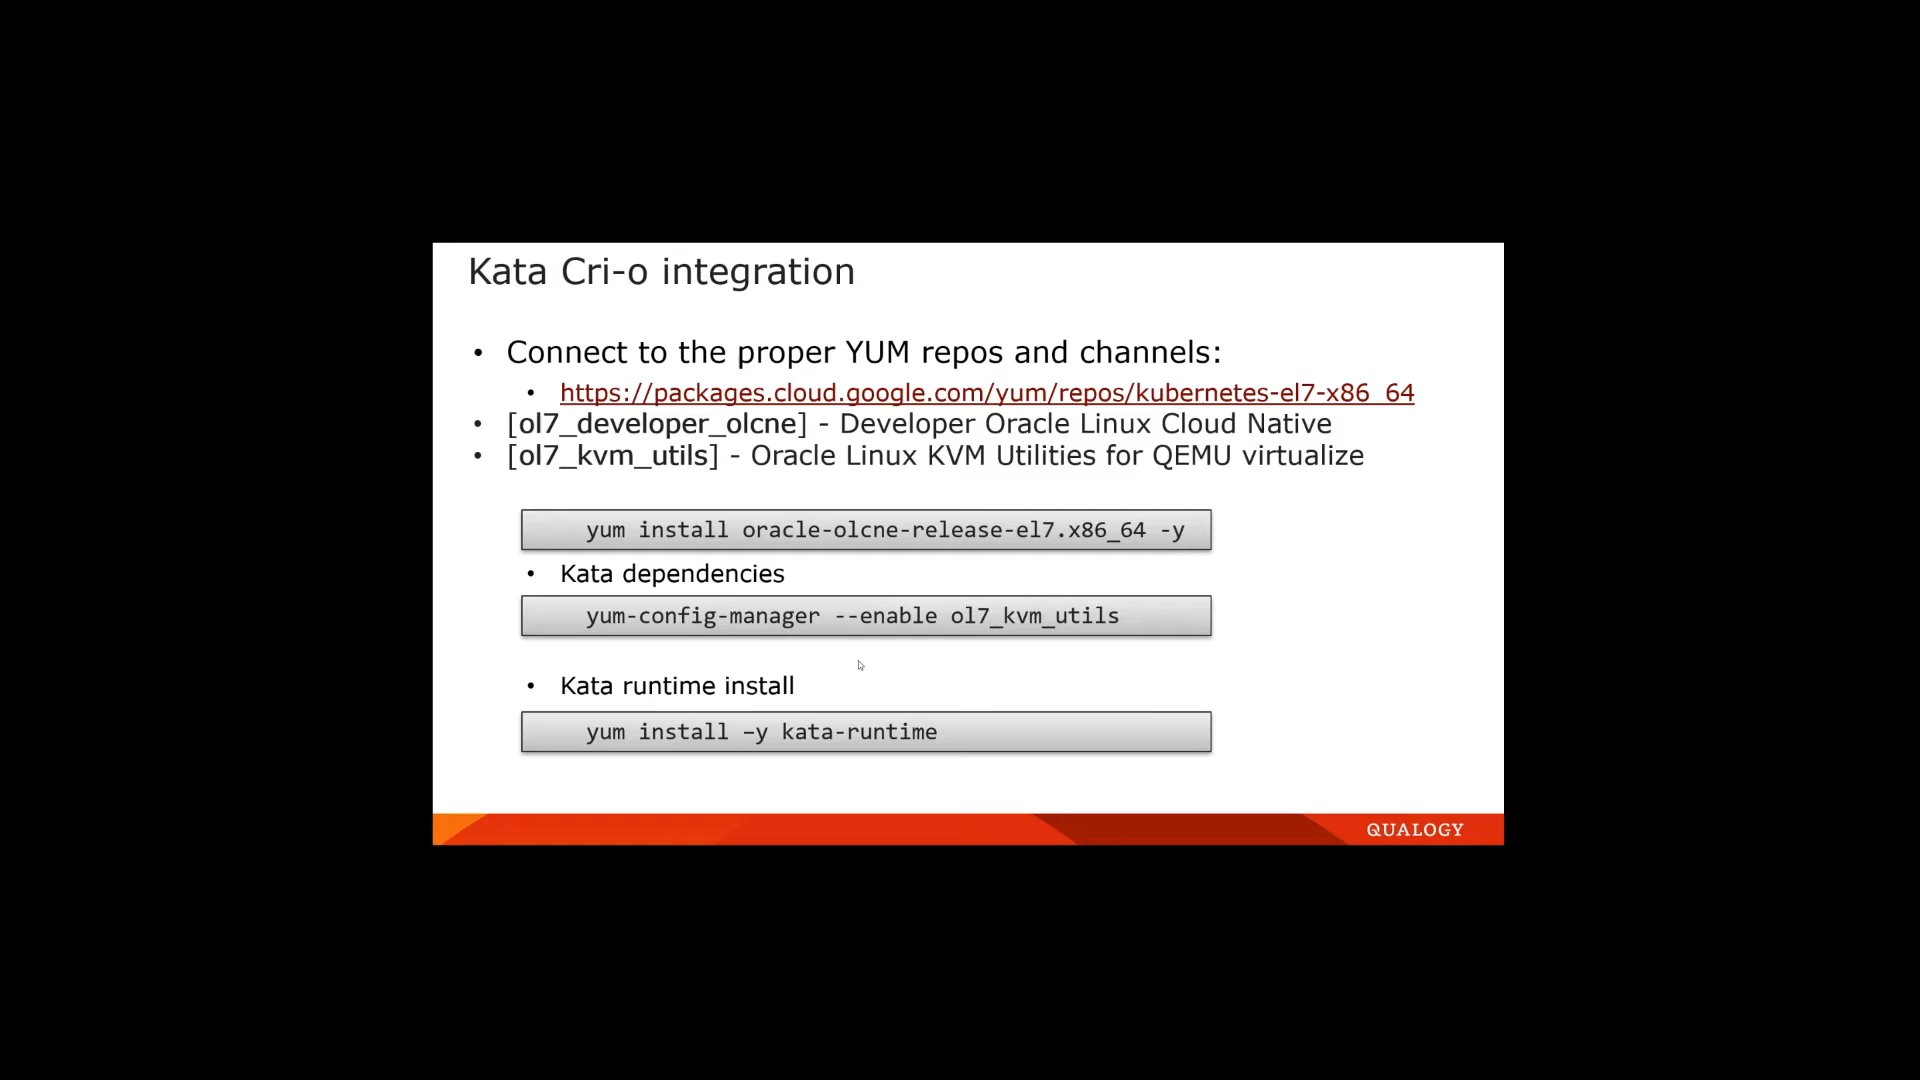 Kata Cri-o integration
• Connect to the proper YUM repos and channels:
• https://packages.cloud.google.com/yum/repos/kubernetes-el7-x86_64
• [ol7_developer_olcne] - Developer Oracle Linux Cloud Native
• [ol7_kvm_utils] - Oracle Linux KVM Utilities for QEMU virtualize
yum install oracle-olcne-release-el7.x86_64 -y
• Kata dependencies
yum-config-manager --enable ol7_kvm_utils
• Kata runtime install
yum install –y kata-runtime
QUALOGY